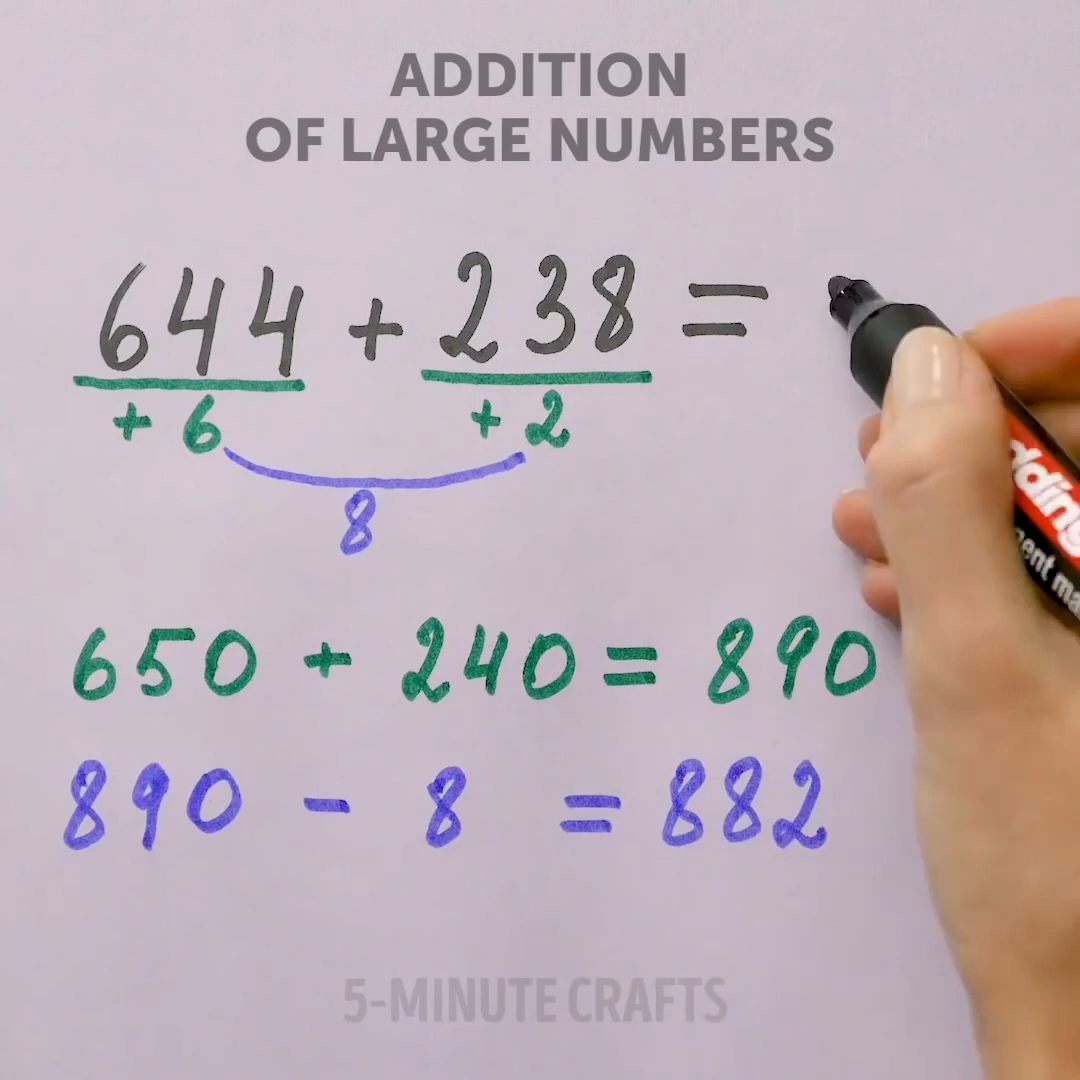 ADDITION
OF LARGE NUMBERS
644 + 238 =
+ 6 + 2
8
650 + 240 = 890
890 - 8 = 882
5-MINUTE CRAFTS